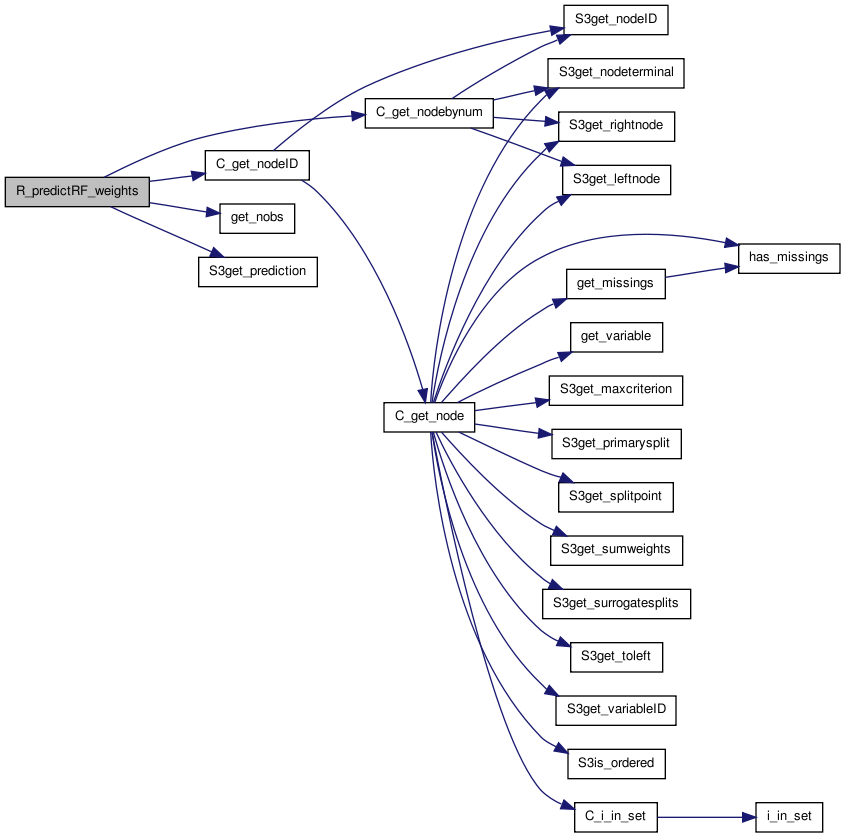 S3get_nodeID
S3get_nodeterminal
C_get_nodebynum
S3get_rightnode
C_get_nodeID
S3get_leftnode
R_predictRF_weights
get_nobs
has_missings
S3get_prediction
get_missings
get_variable
S3get_maxcriterion
C_get_node
S3get_primarysplit
S3get_splitpoint
S3get_sumweights
S3get_surrogatesplits
S3get_toleft
S3get_variableID
S3is_ordered
C_i_in_set
i_in_set